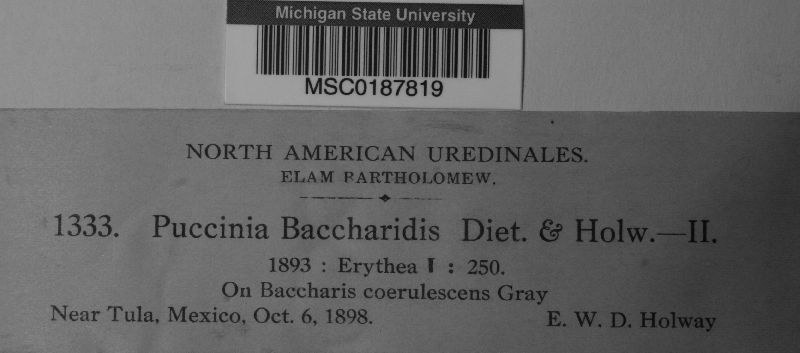 Michigan State University
MSC0187819
NORTH AMERICAN UREDINALES.
ELAM BARTHOLOMEW.
1333. Puccinia Baccharidis Diet. & Holw.—II.
1893 : Erythea I : 250.
On Baccharis coerulescens Gray
Near Tula, Mexico, Oct. 6, 1898. E. W. D. Holway